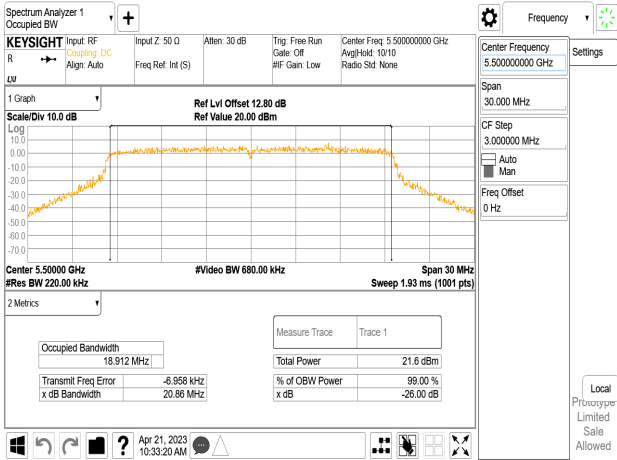 Spectrum Analyzer 1
Occupied BW
Frequency
KEYSIGHT
R
LXI
Input: RF
Coupling: DC
Align: Auto
Input Z: 50 Ω
Freq Ref: Int (S)
Atten: 30 dB
Trig: Free Run
Gate: Off
#IF Gain: Low
Center Freq: 5.500000000 GHz
Avg|Hold: 10/10
Radio Std: None
Center Frequency
5.500000000 GHz
Settings
Span
30.000 MHz
CF Step
3.000000 MHz
Auto
Man
Freq Offset
0 Hz
1 Graph
Scale/Div 10.0 dB
Ref Lvl Offset 12.80 dB
Ref Value 20.00 dBm
Log
10.0
0.00
-10.0
-20.0
-30.0
-40.0
-50.0
-60.0
-70.0
Center 5.50000 GHz
#Res BW 220.00 kHz
#Video BW 680.00 kHz
Span 30 MHz
Sweep 1.93 ms (1001 pts)
2 Metrics
Measure Trace Trace 1
Occupied Bandwidth
18.912 MHz
Total Power 21.6 dBm
Transmit Freq Error -6.958 kHz
x dB Bandwidth 20.86 MHz
% of OBW Power 99.00 %
x dB -26.00 dB
Local
Prototype
Limited
Sale
Allowed
?
Apr 21, 2023
10:33:20 AM